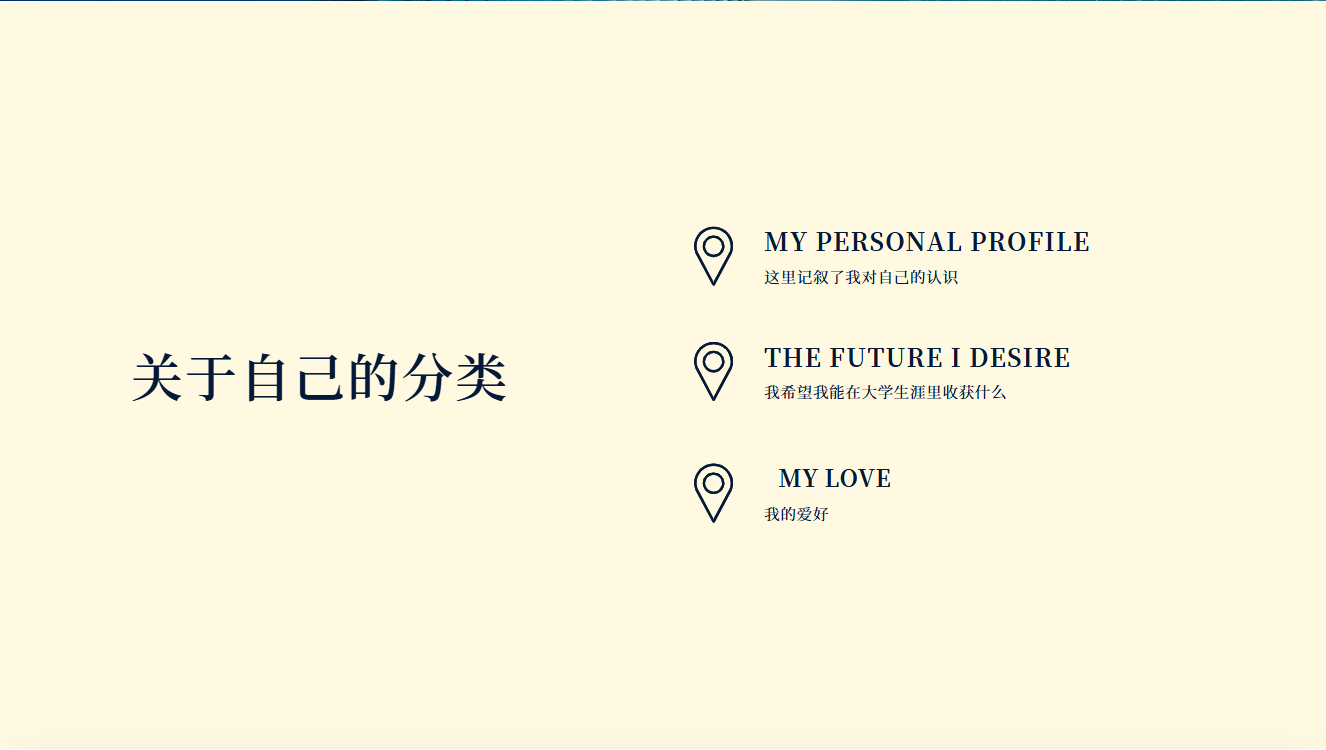 关于自己的分类
MY PERSONAL PROFILE
这里记叙了我对自己的认识
THE FUTURE I DESIRE
我希望我能在大学生涯里收获什么
MY LOVE
我的爱好